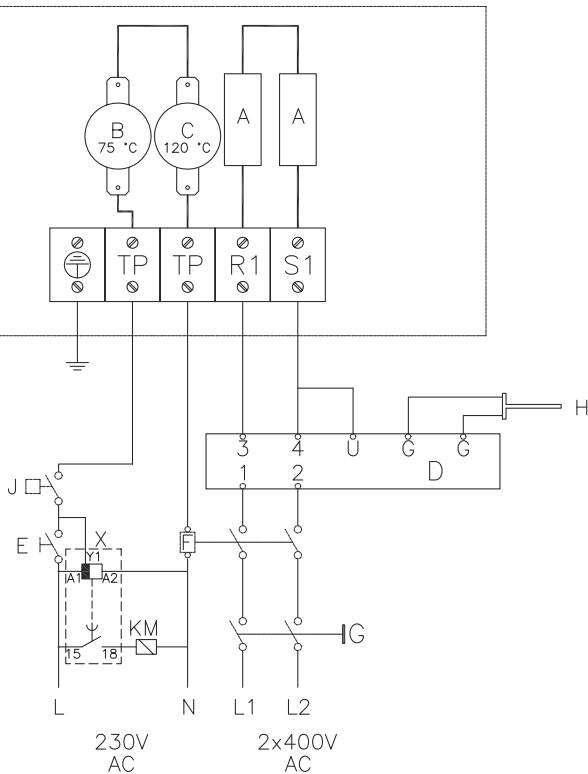 B
75 °C
C
120 °C
A
A
TP
TP
R1
S1
H
3
4
U
G
G
1
2
D
J
E
X
F
Y1
A1
A2
KM
15
18
G
L
N
L1
L2
230V
AC
2x400V
AC